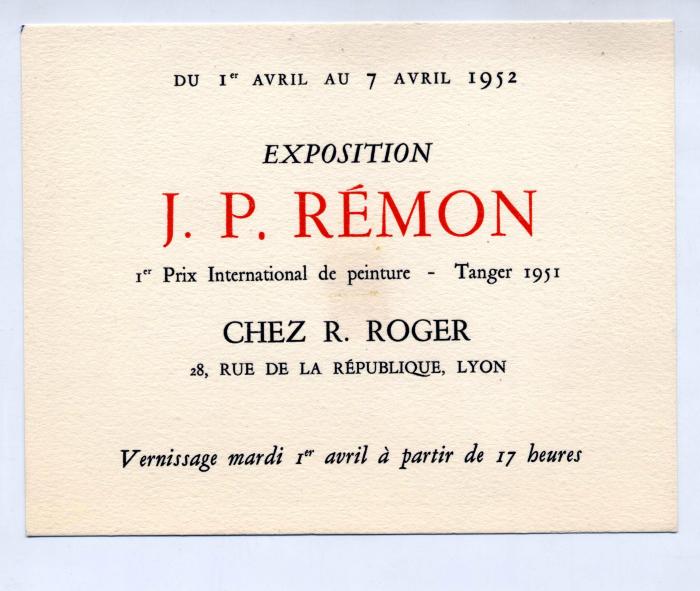 DU 1er AVRIL AU 7 AVRIL 1952
EXPOSITION
J. P. RÉMON
1er Prix International de peinture - Tanger 1951
CHEZ R. ROGER
28, RUE DE LA RÉPUBLIQUE, LYON
Vernissage mardi 1er avril à partir de 17 heures